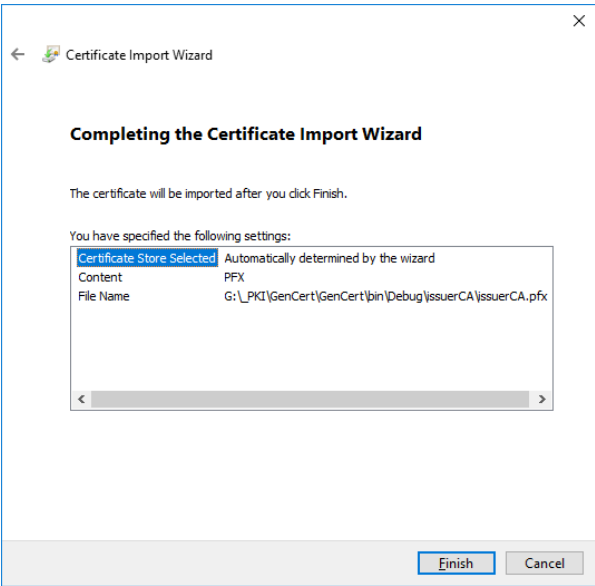 Certificate Import Wizard
Completing the Certificate Import Wizard
The certificate will be imported after you click Finish.
You have specified the following settings:
Certificate Store Selected Automatically determined by the wizard
Content PFX
File Name G:\_PKI\GenCert\GenCert\bin\Debug\issuerCA\issuerCA.pfx
Finish Cancel